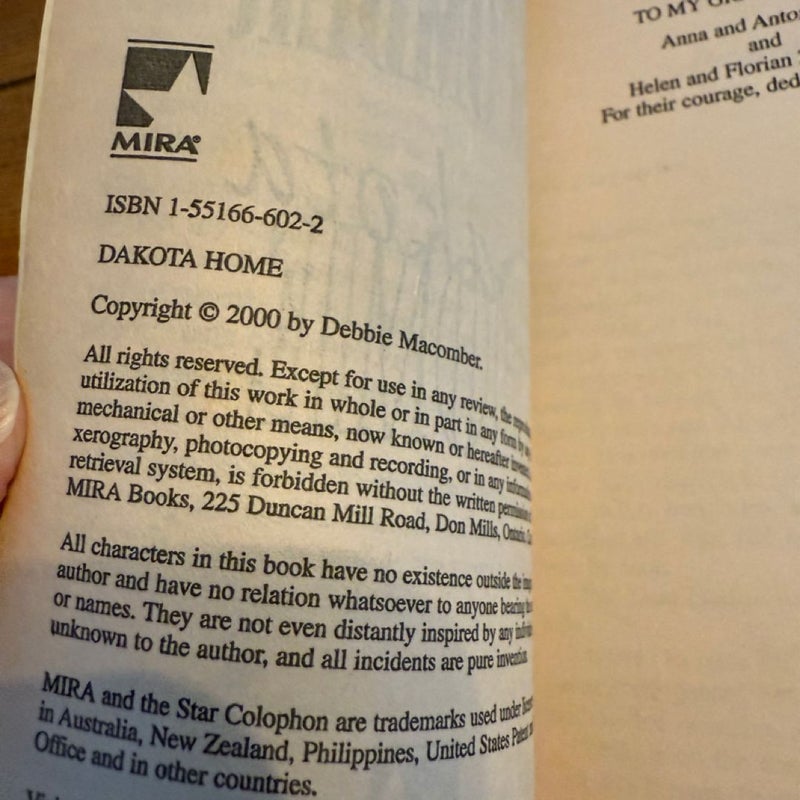 MIRA®
ISBN 1-55166-602-2
DAKOTA HOME
Copyright © 2000 by Debbie Macomber.
All rights reserved. Except for use in any review, the
utilization of this work in whole or in part in any form by
mechanical or other means, now known or hereafter
xerography, photocopying and recording, or in any
retrieval system, is forbidden without the written
MIRA Books, 225 Duncan Mill Road, Don Mills, Ontario,
All characters in this book have no existence outside the
author and have no relation whatsoever to anyone bearing
or names. They are not even distantly inspired by any
unknown to the author, and all incidents are pure invention.
MIRA and the Star Colophon are trademarks used under
in Australia, New Zealand, Philippines, United States Patent
Office and in other countries.
TO MY
Anna and
and
Helen and Florian
For their courage,